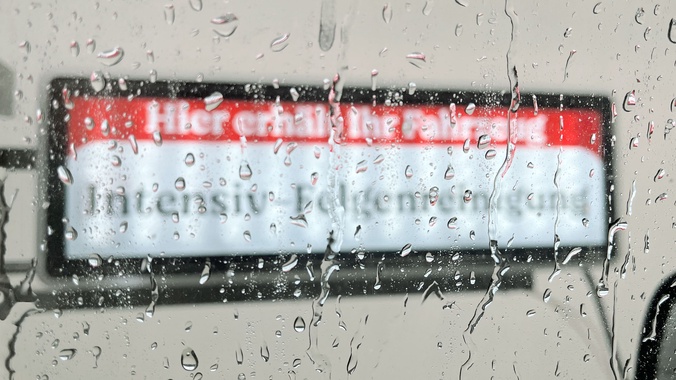 Hier erhält Ihr Fahrzeug
Intensiv-Felgenreinigung